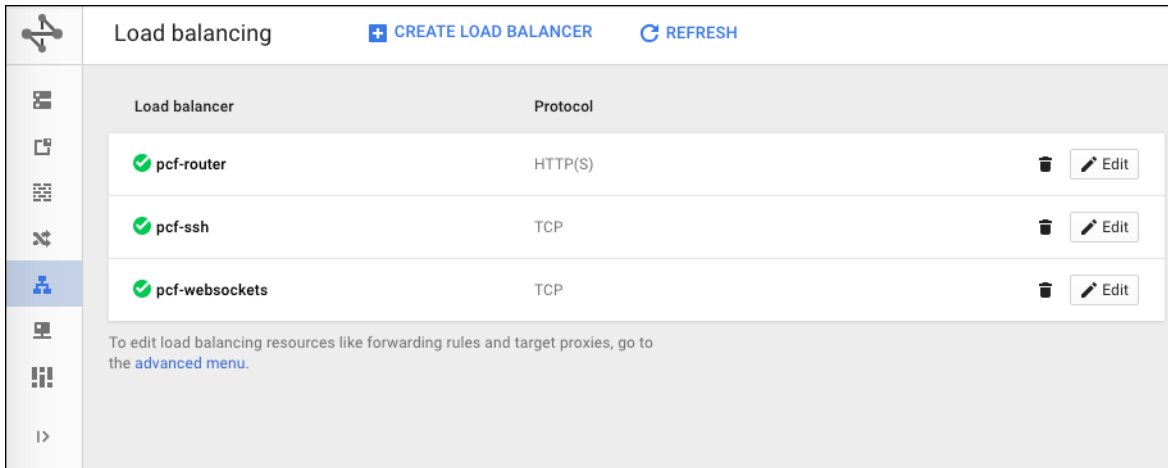 Load balancing CREATE LOAD BALANCER REFRESH
Load balancer Protocol
pcf-router HTTP(S) Edit
pcf-ssh TCP Edit
pcf-websockets TCP Edit
To edit load balancing resources like forwarding rules and target proxies, go to
the advanced menu.